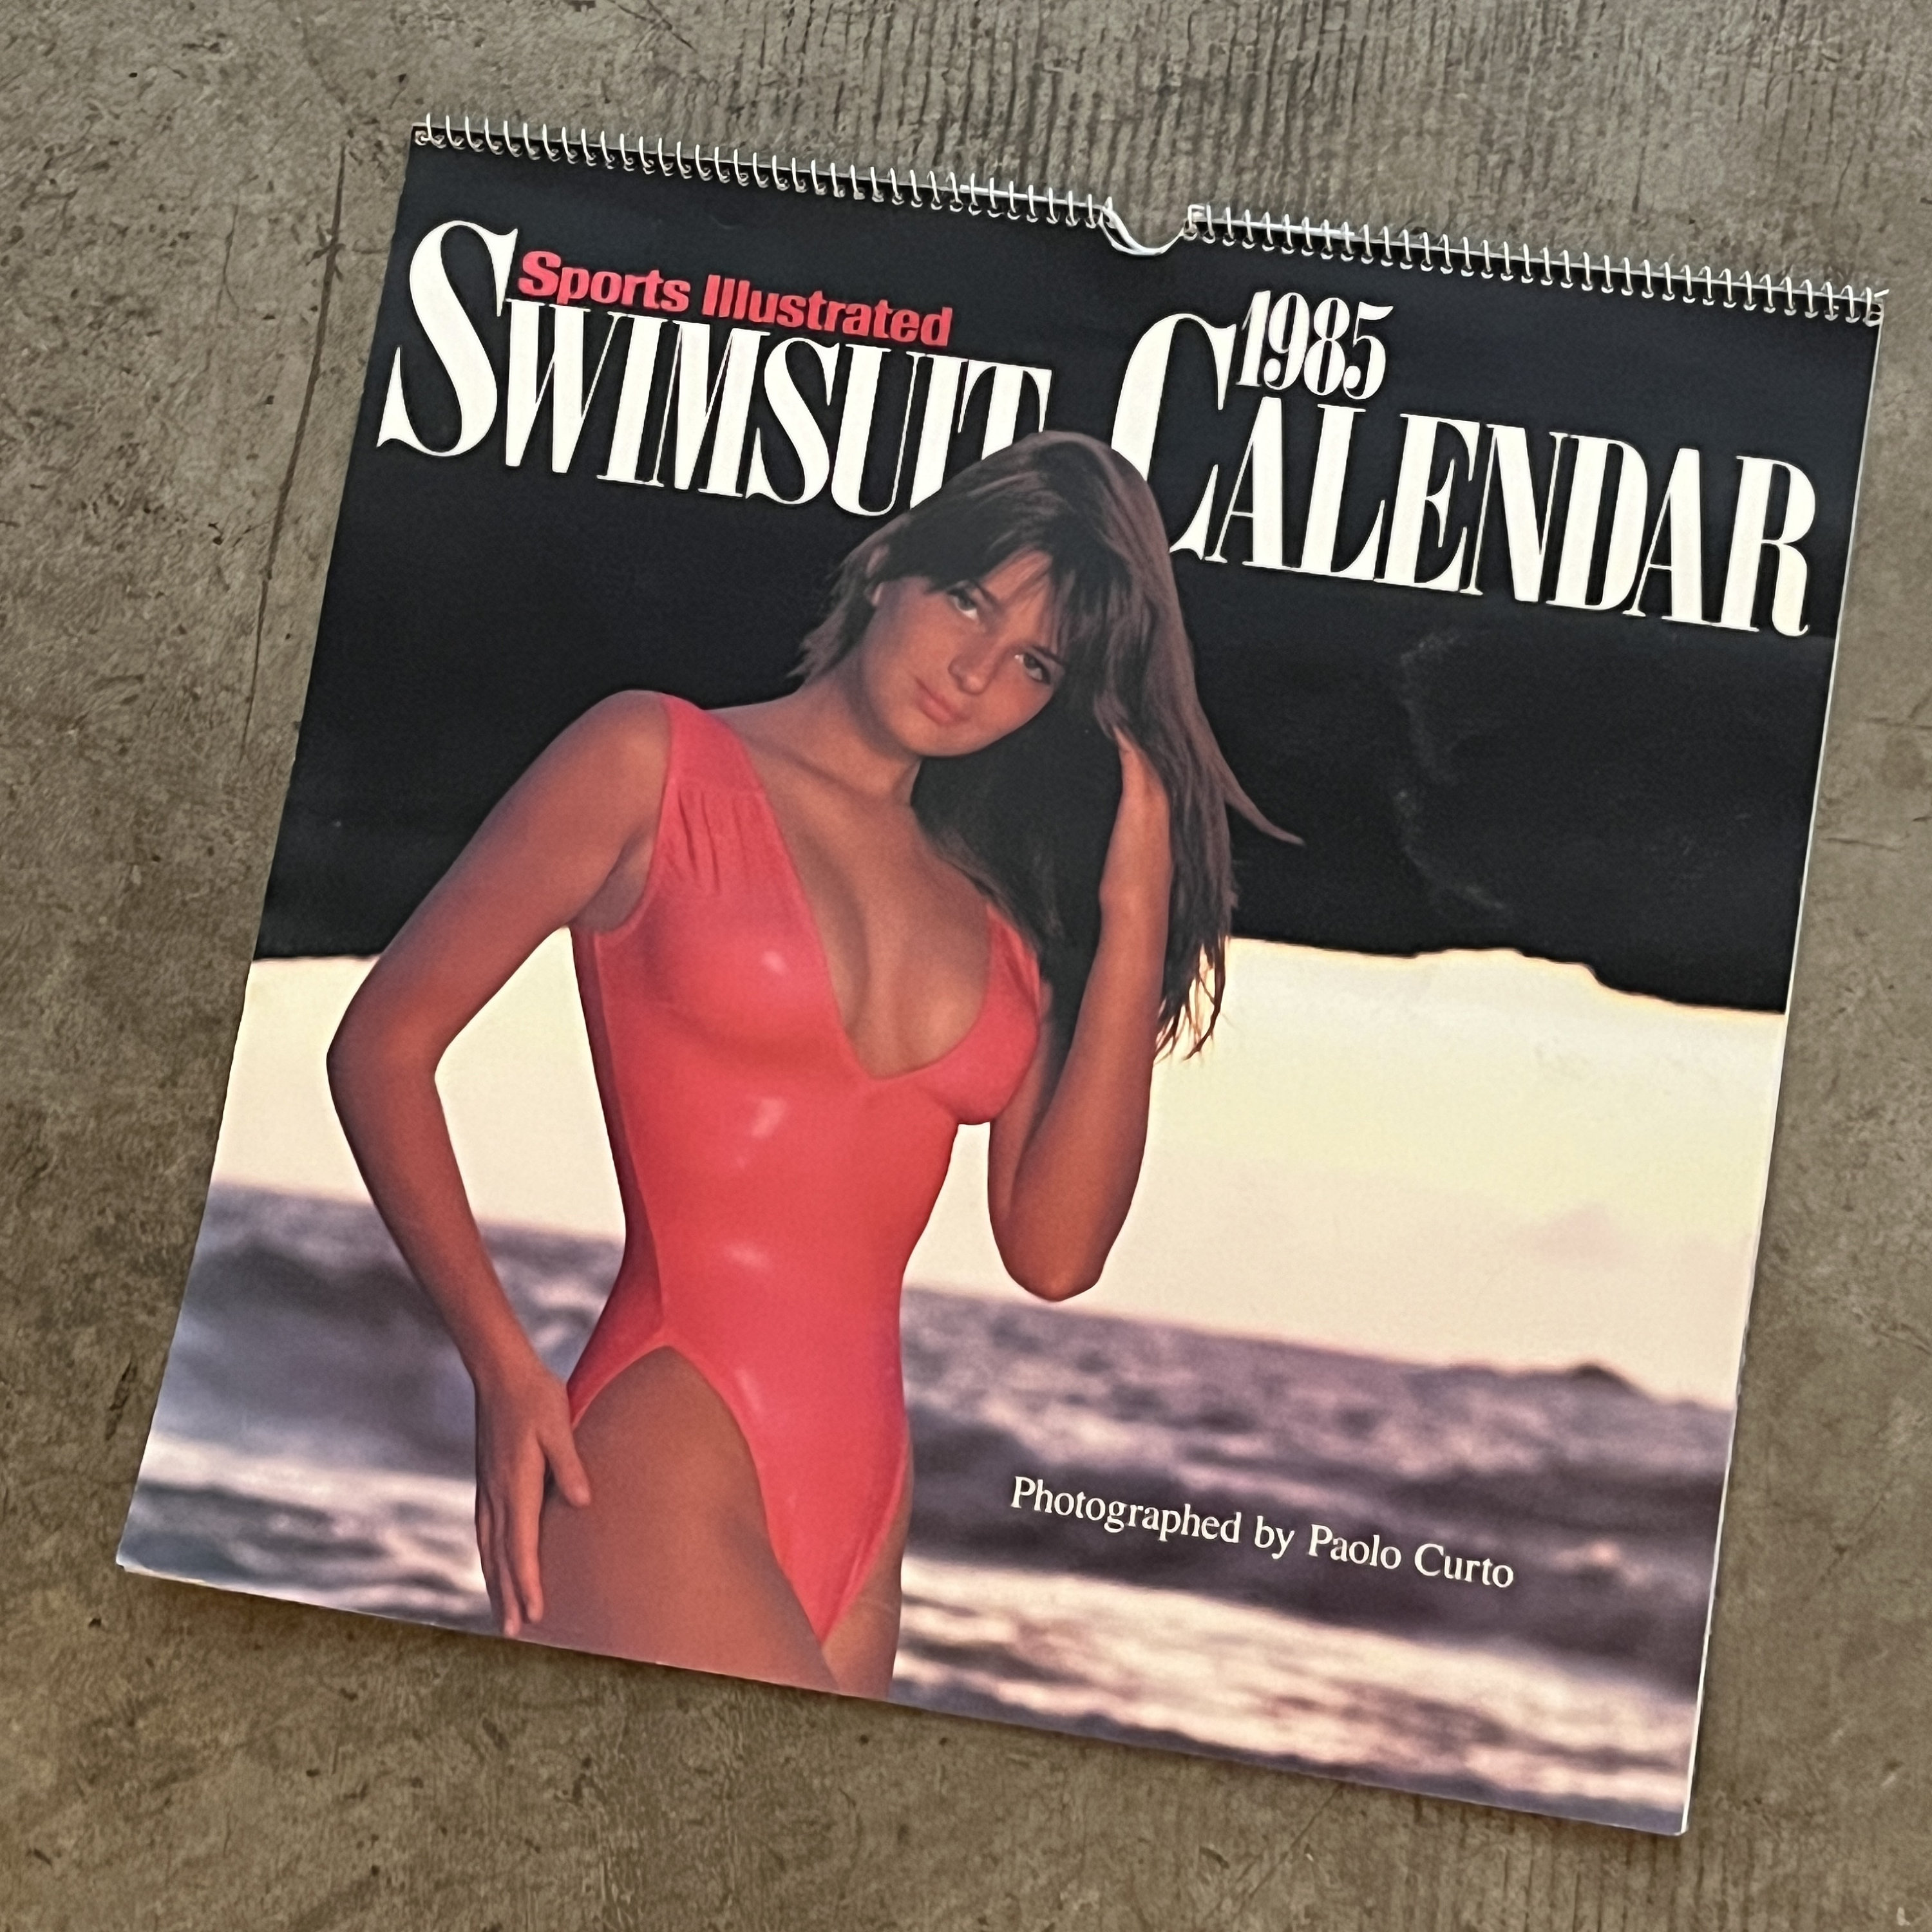 Sports Illustrated
SWIMSUIT
1985
CALENDAR
Photographed by Paolo Curto